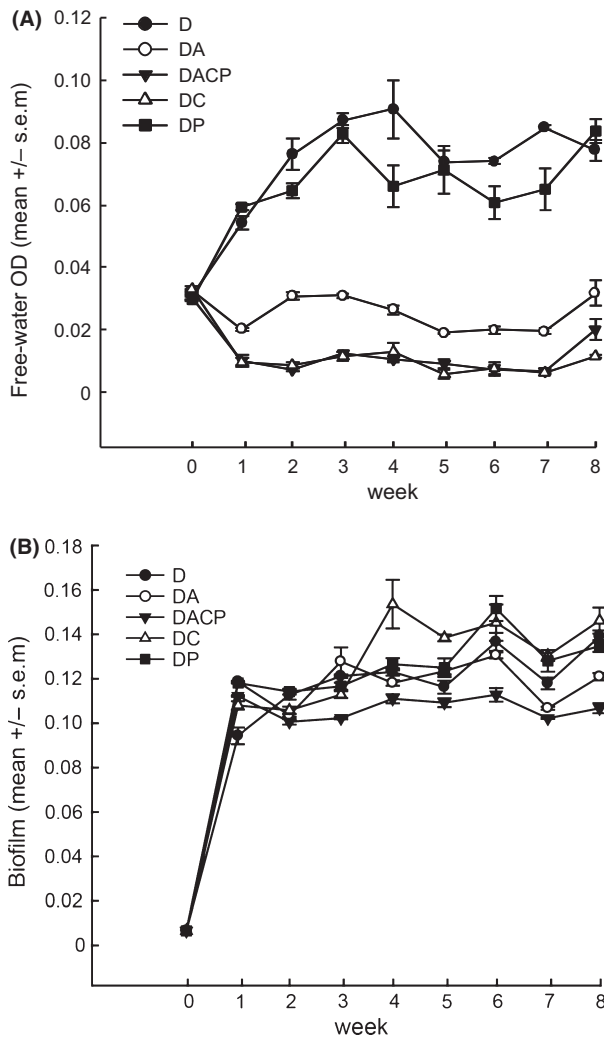 (A)
0.12
0.10
0.08
0.06
0.04
0.02
0
D
DA
DACP
DC
DP
Free-water OD (mean +/– s.e.m)
0 1 2 3 4 5 6 7 8
week
(B)
0.18
0.16
0.14
0.12
0.10
0.08
0.06
0.04
0.02
0
D
DA
DACP
DC
DP
Biofilm (mean +/– s.e.m)
0 1 2 3 4 5 6 7 8
week